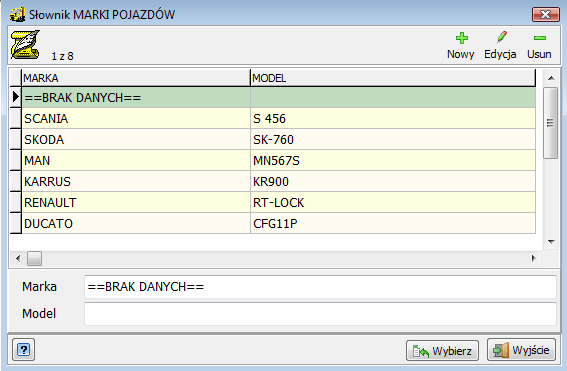 Słownik MARKI POJAZDÓW
1 z 8
Nowy Edycja Usun
MARKA MODEL
==BRAK DANYCH==
SCANIA S 456
SKODA SK-760
MAN MN567S
KARRUS KR900
RENAULT RT-LOCK
DUCATO CFG11P
Marka ==BRAK DANYCH==
Model
? Wybierz Wyjście